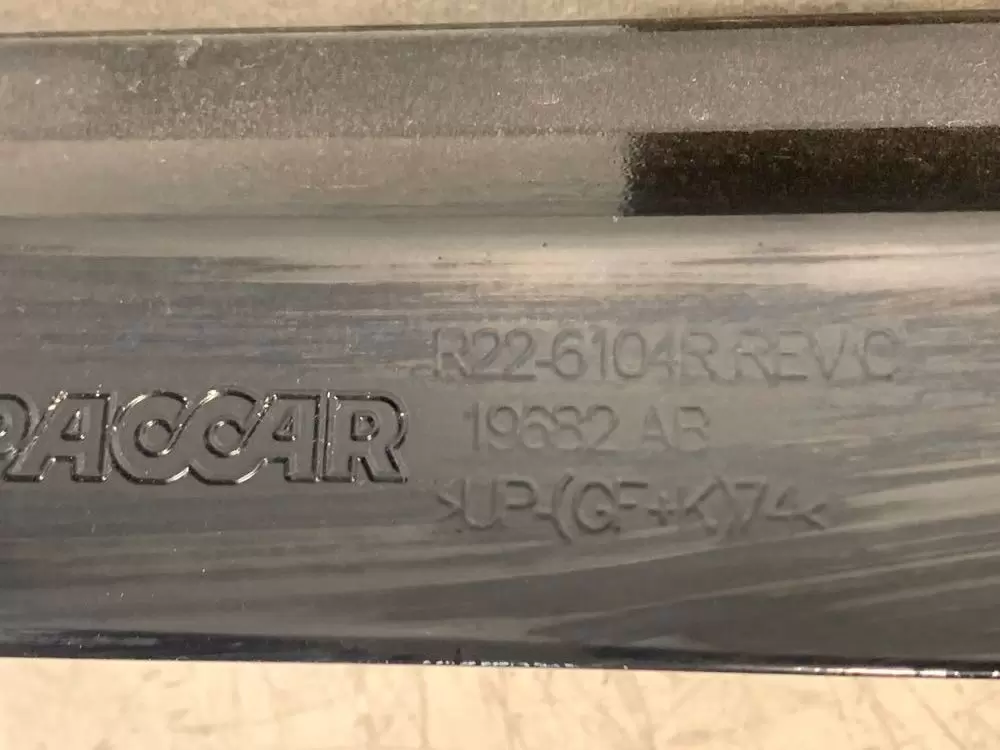 PACCAR
R22-6104R REV C
19682 AB
>UP-(GF+K)74<